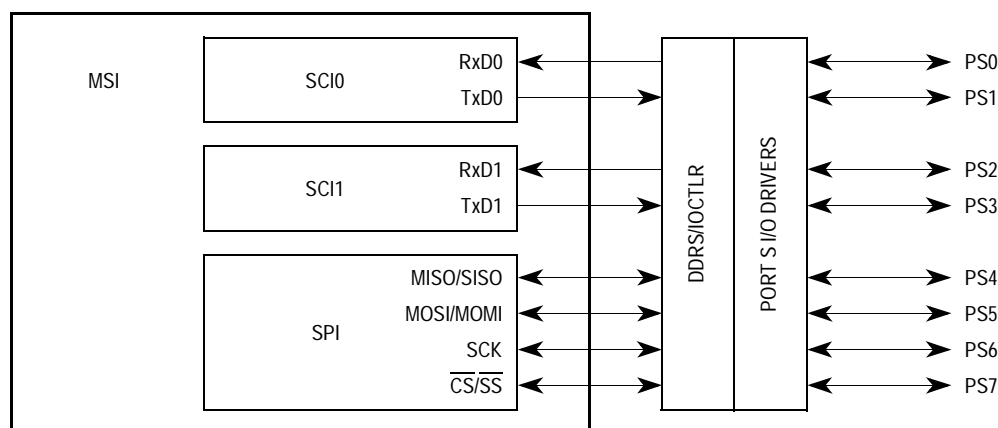 MSI
SCI0
RxD0
TxD0
SCI1
RxD1
TxD1
SPI
MISO/SISO
MOSI/MOMI
SCK
CS/SS
DDRS/IOCTLR
PORT S I/O DRIVERS
PS0
PS1
PS2
PS3
PS4
PS5
PS6
PS7